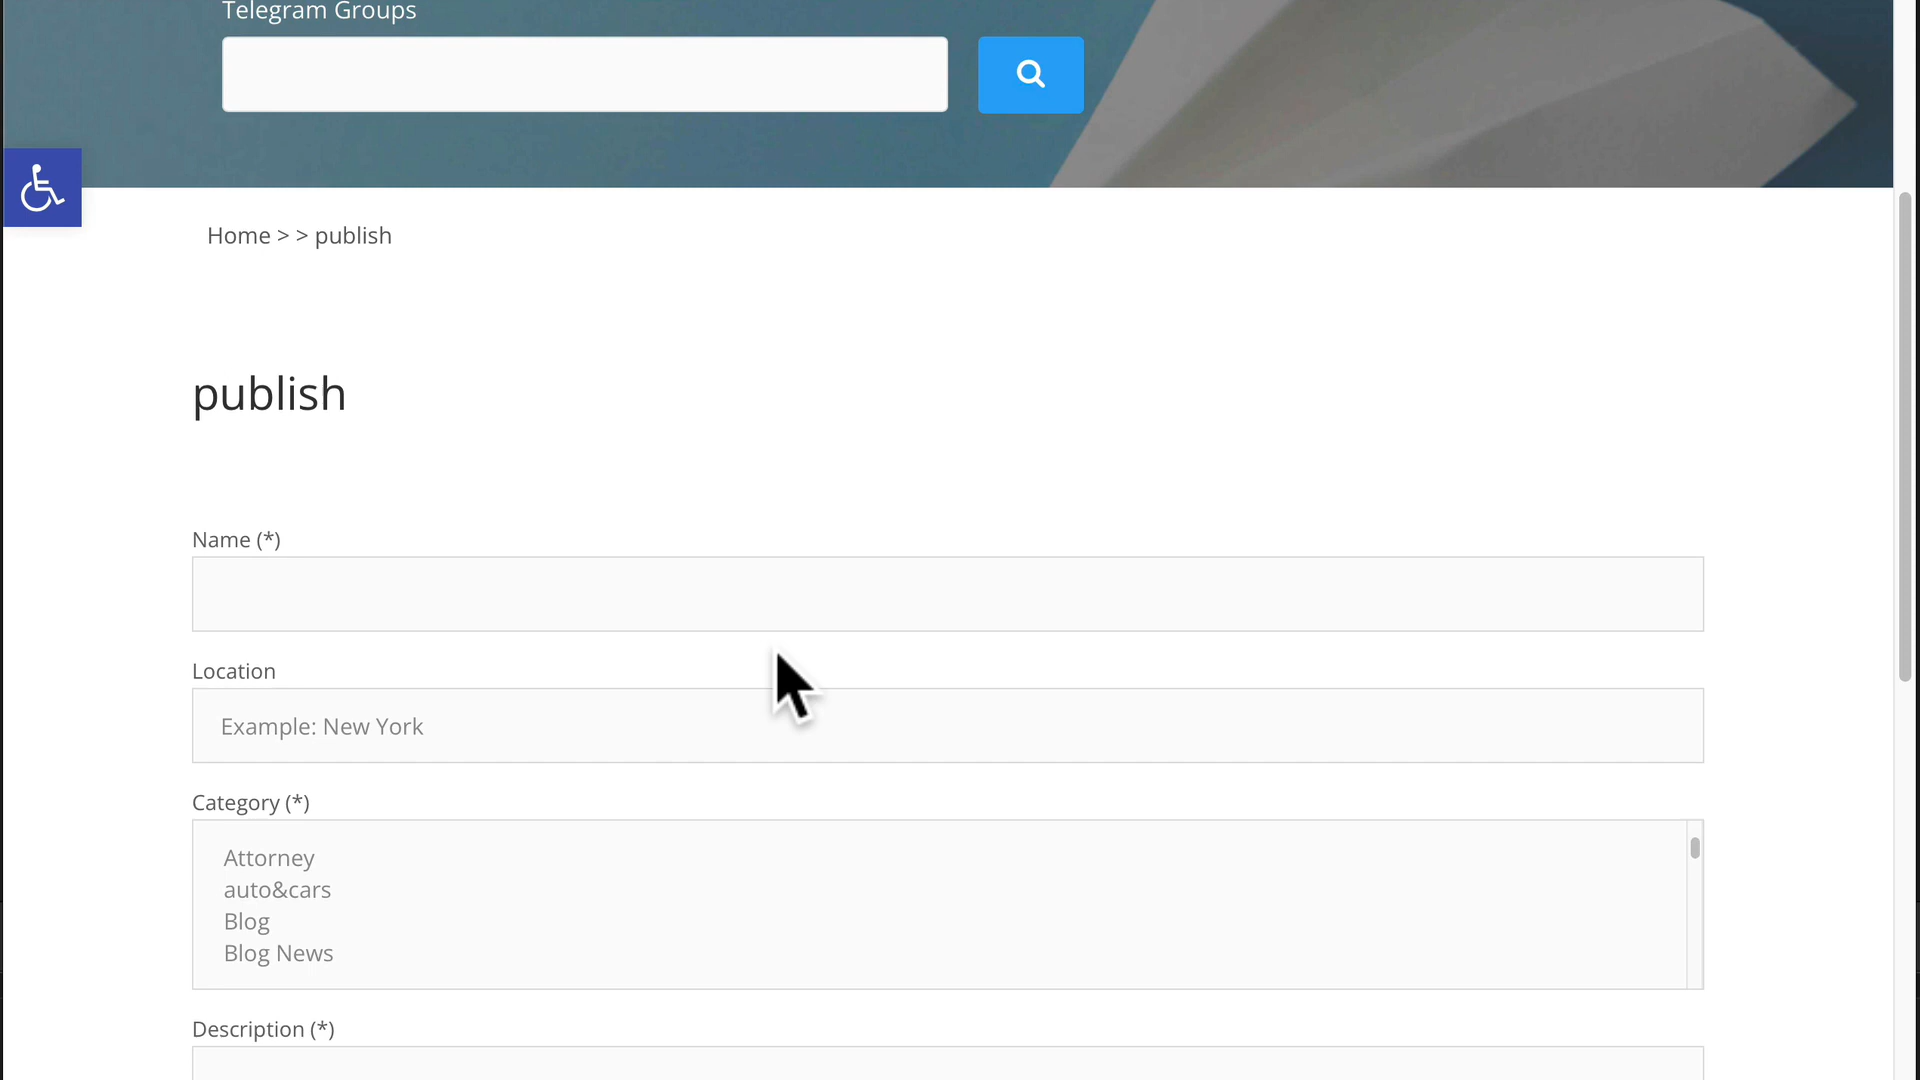 Telegram Groups
Home > > publish
publish
Name (*)
Location
Example: New York
Category (*)
Attorney
auto&cars
Blog
Blog News
Description (*)